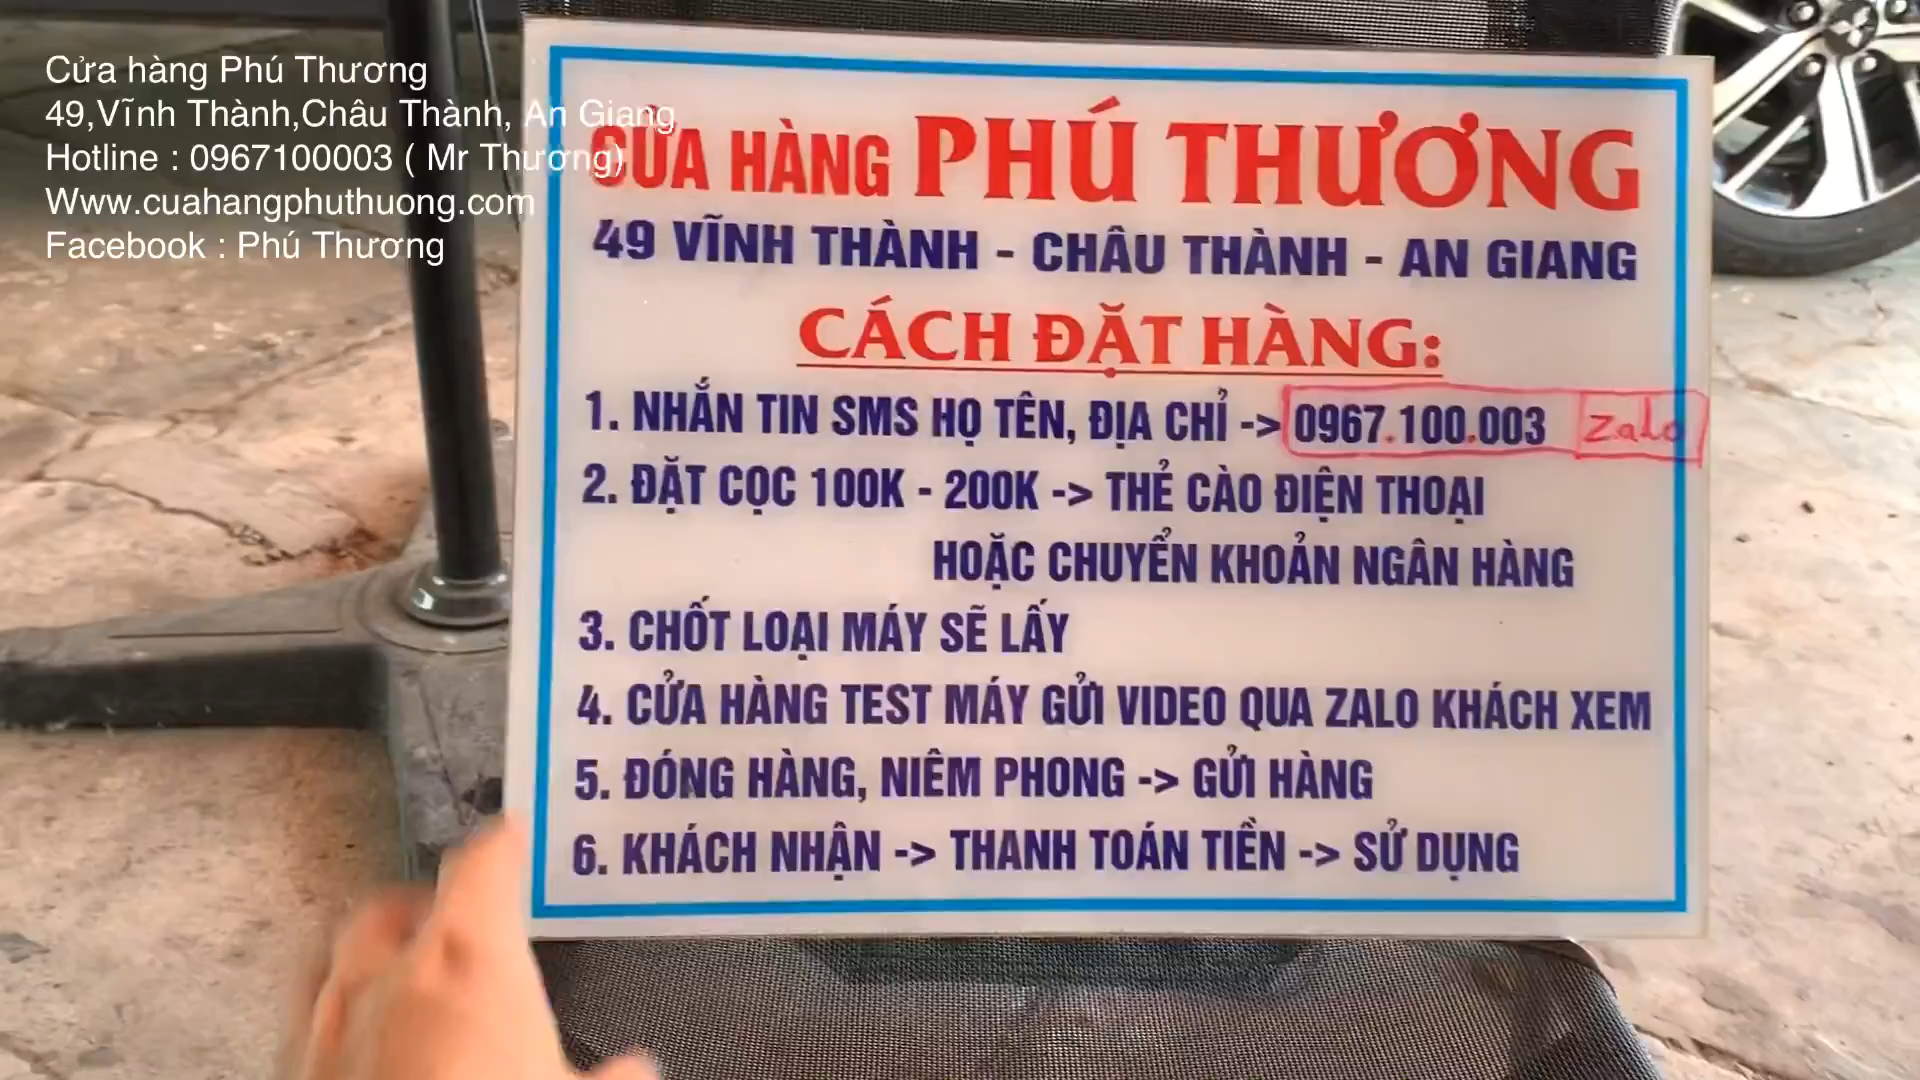 Cửa hàng Phú Thương
49,Vĩnh Thành,Châu Thành, An Giang
Hotline : 0967100003 ( Mr Thương)
Www.cuahangphuthuong.com
Facebook : Phú Thương
CỬA HÀNG PHÚ THƯƠNG
49 VĨNH THÀNH - CHÂU THÀNH - AN GIANG
CÁCH ĐẶT HÀNG:
1. NHẮN TIN SMS HỌ TÊN, ĐỊA CHỈ -> 0967.100.003 Zalo
2. ĐẶT CỌC 100K - 200K -> THẺ CÀO ĐIỆN THOẠI
HOẶC CHUYỂN KHOẢN NGÂN HÀNG
3. CHỐT LOẠI MÁY SẼ LẤY
4. CỬA HÀNG TEST MÁY GỬI VIDEO QUA ZALO KHÁCH XEM
5. ĐÓNG HÀNG, NIÊM PHONG -> GỬI HÀNG
6. KHÁCH NHẬN -> THANH TOÁN TIỀN -> SỬ DỤNG